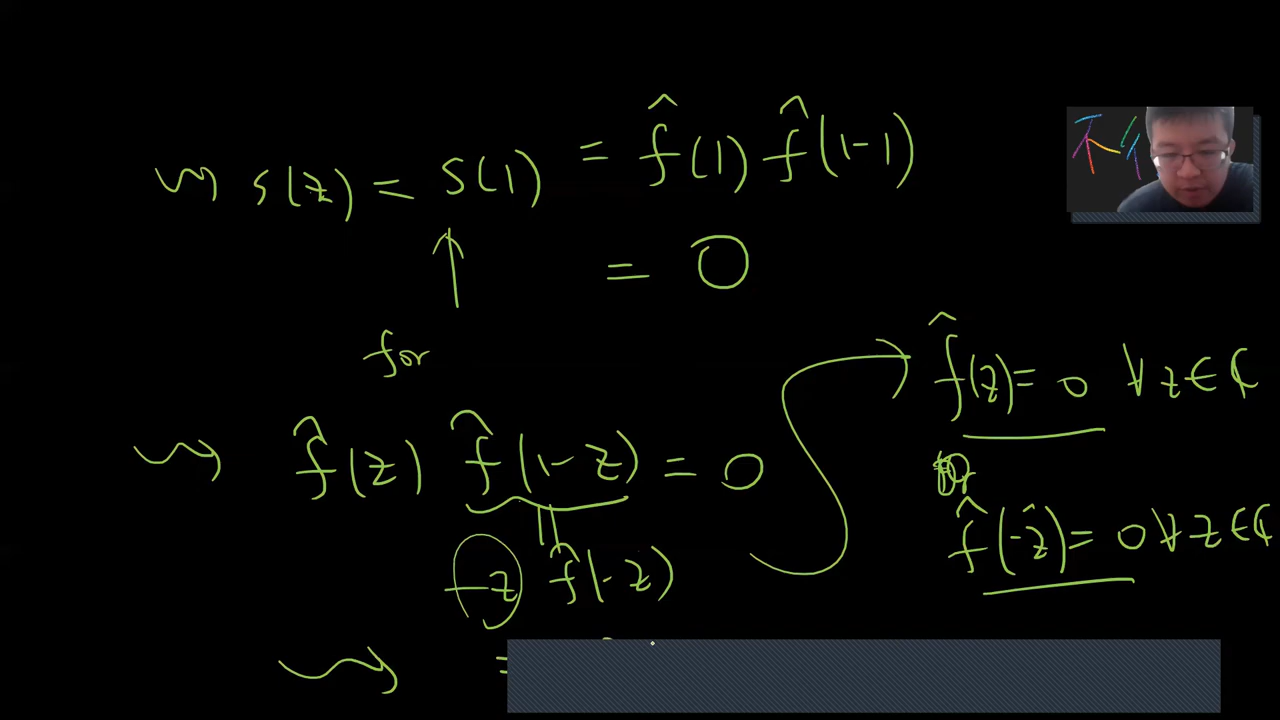 ⇝ s(z) = s(1) = f̂(1) f̂(1-1)
↑ = 0
for
⇝ f̂(z) f̂(1-z) = 0
-z f̂(-z)
⇝ =
f̂(z) = 0 ∀ z ∈ ℂ
or
f̂(-z) = 0 ∀ z ∈ ℂ